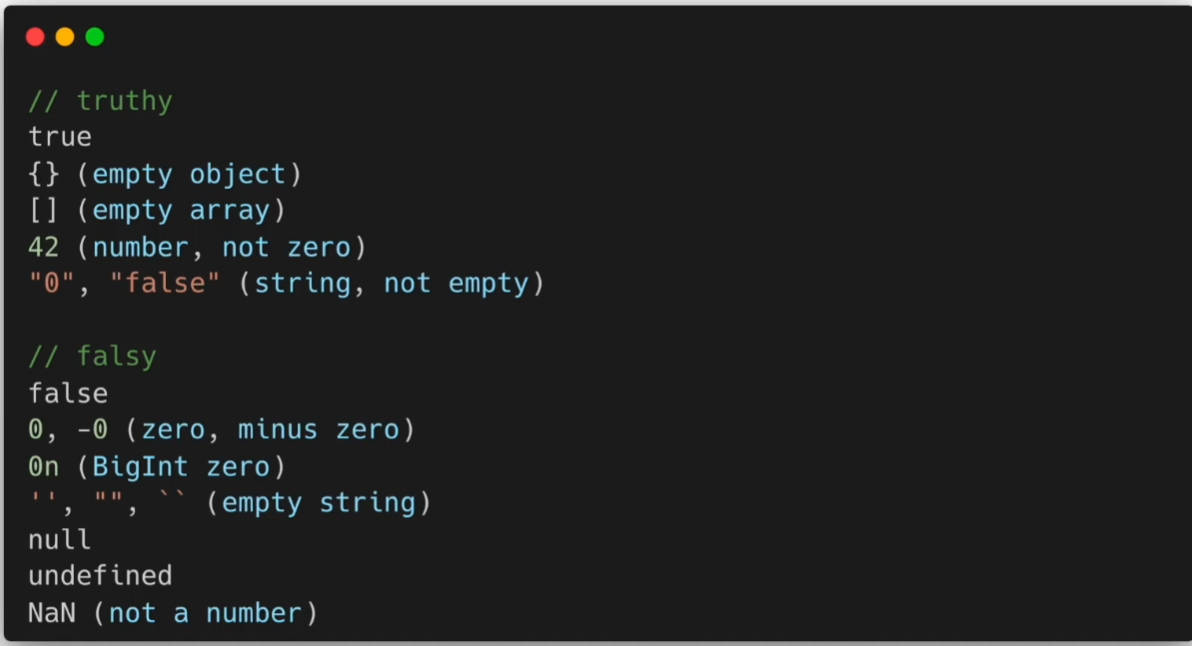 // truthy
true
{} (empty object)
[] (empty array)
42 (number, not zero)
"0", "false" (string, not empty)
// falsy
false
0, -0 (zero, minus zero)
0n (BigInt zero)
'', "", `` (empty string)
null
undefined
NaN (not a number)